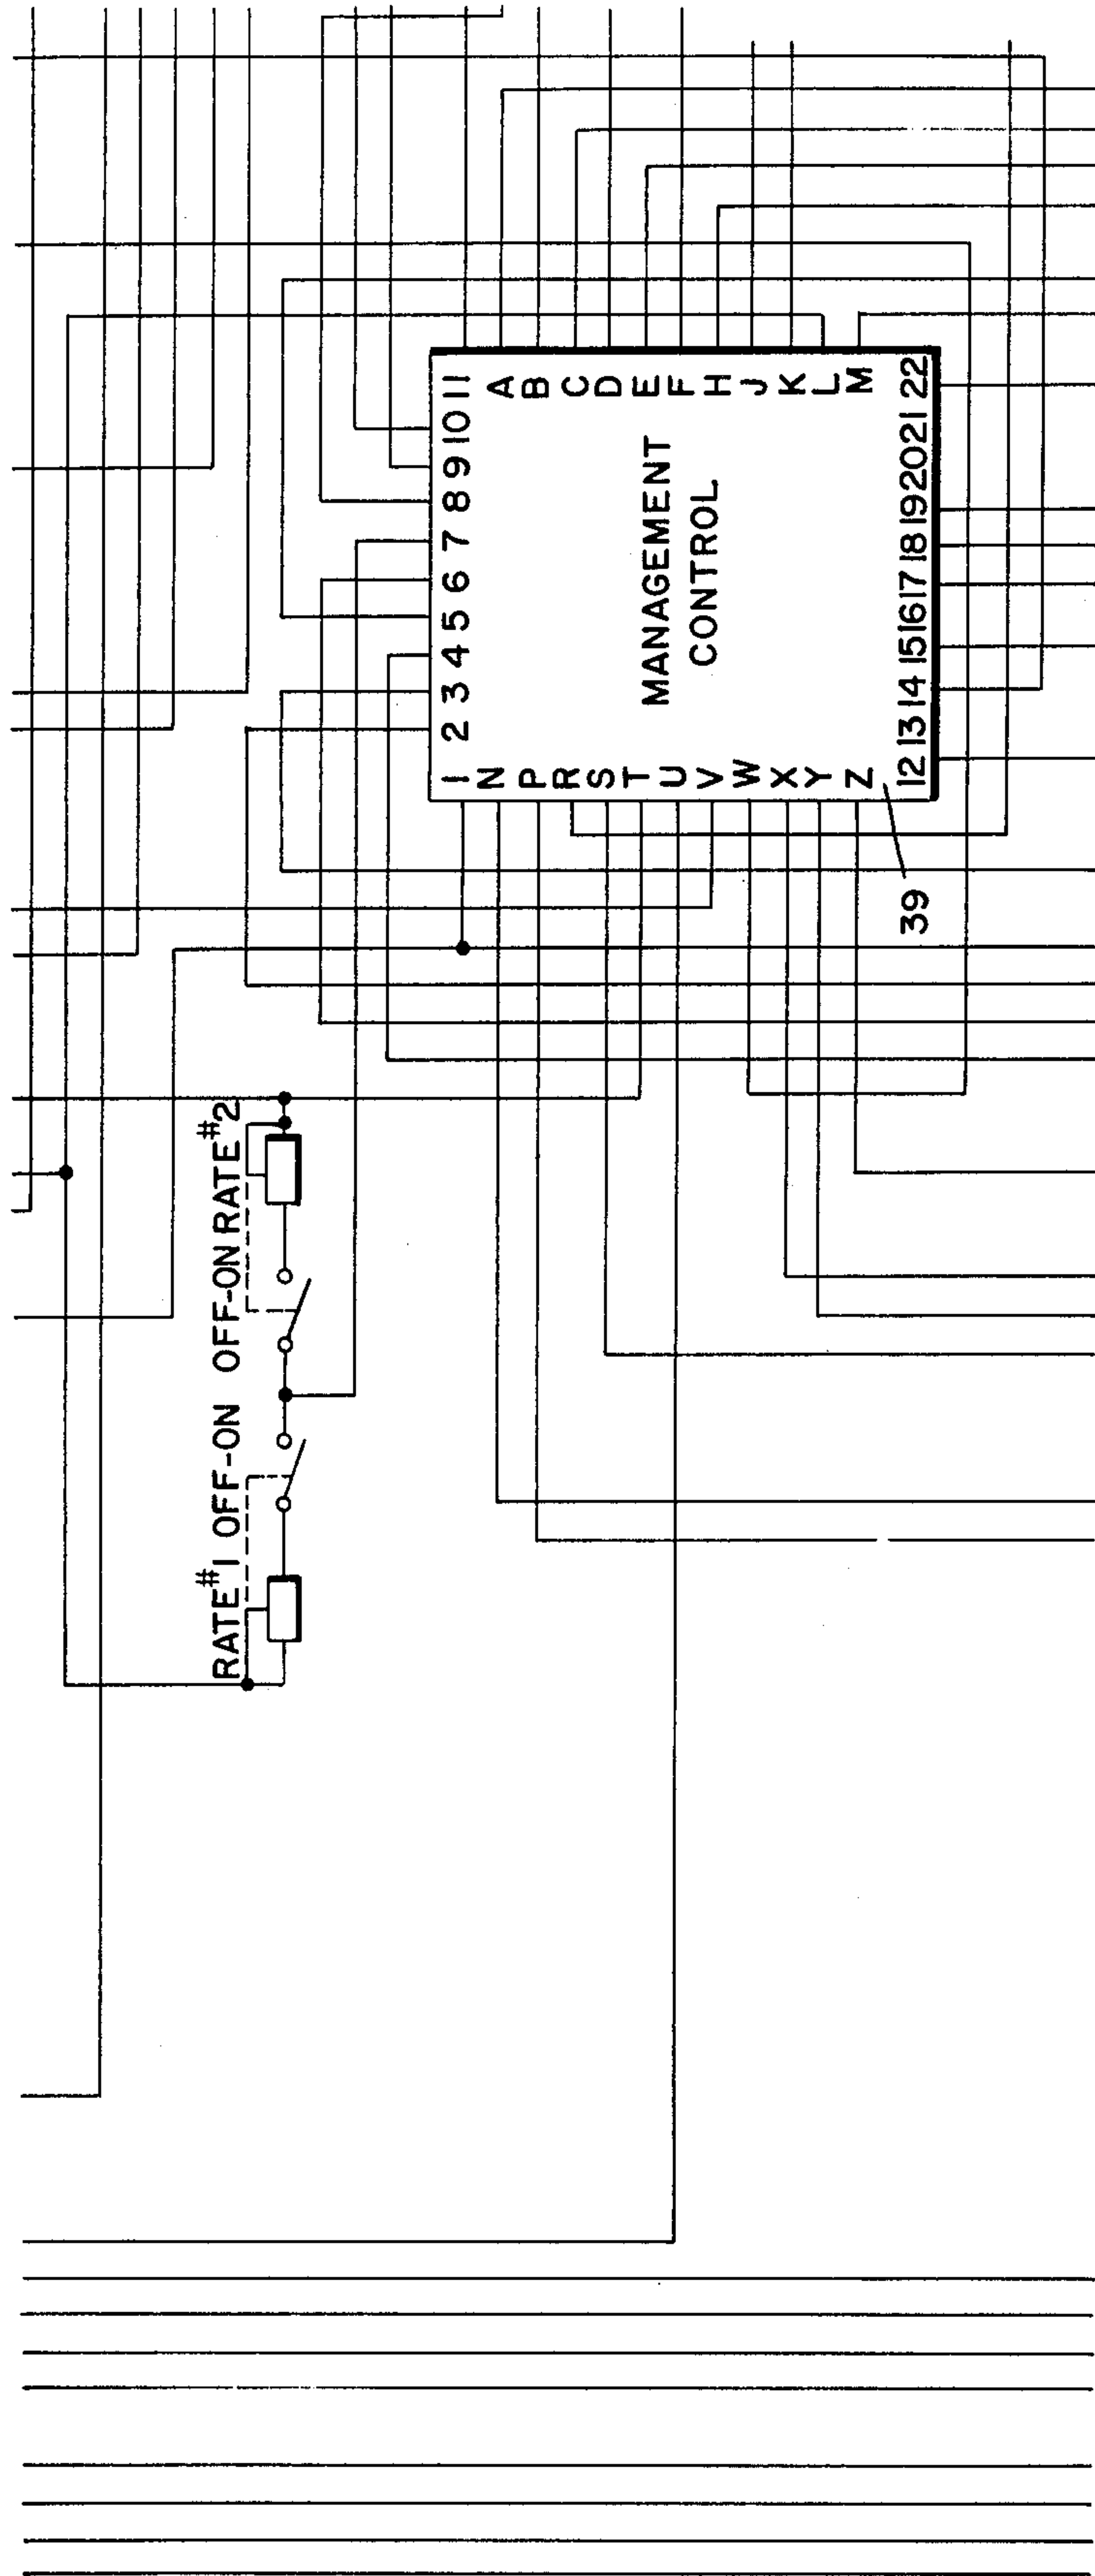 RATE #1 OFF-ON OFF-ON RATE #2
1 2 3 4 5 6 7 8 9 10 11
N A
P B
R C
S D
T E
U F
V H
W J
X K
Y L
Z M
MANAGEMENT
CONTROL
12 13 14 15 16 17 18 19 20 21 22
39